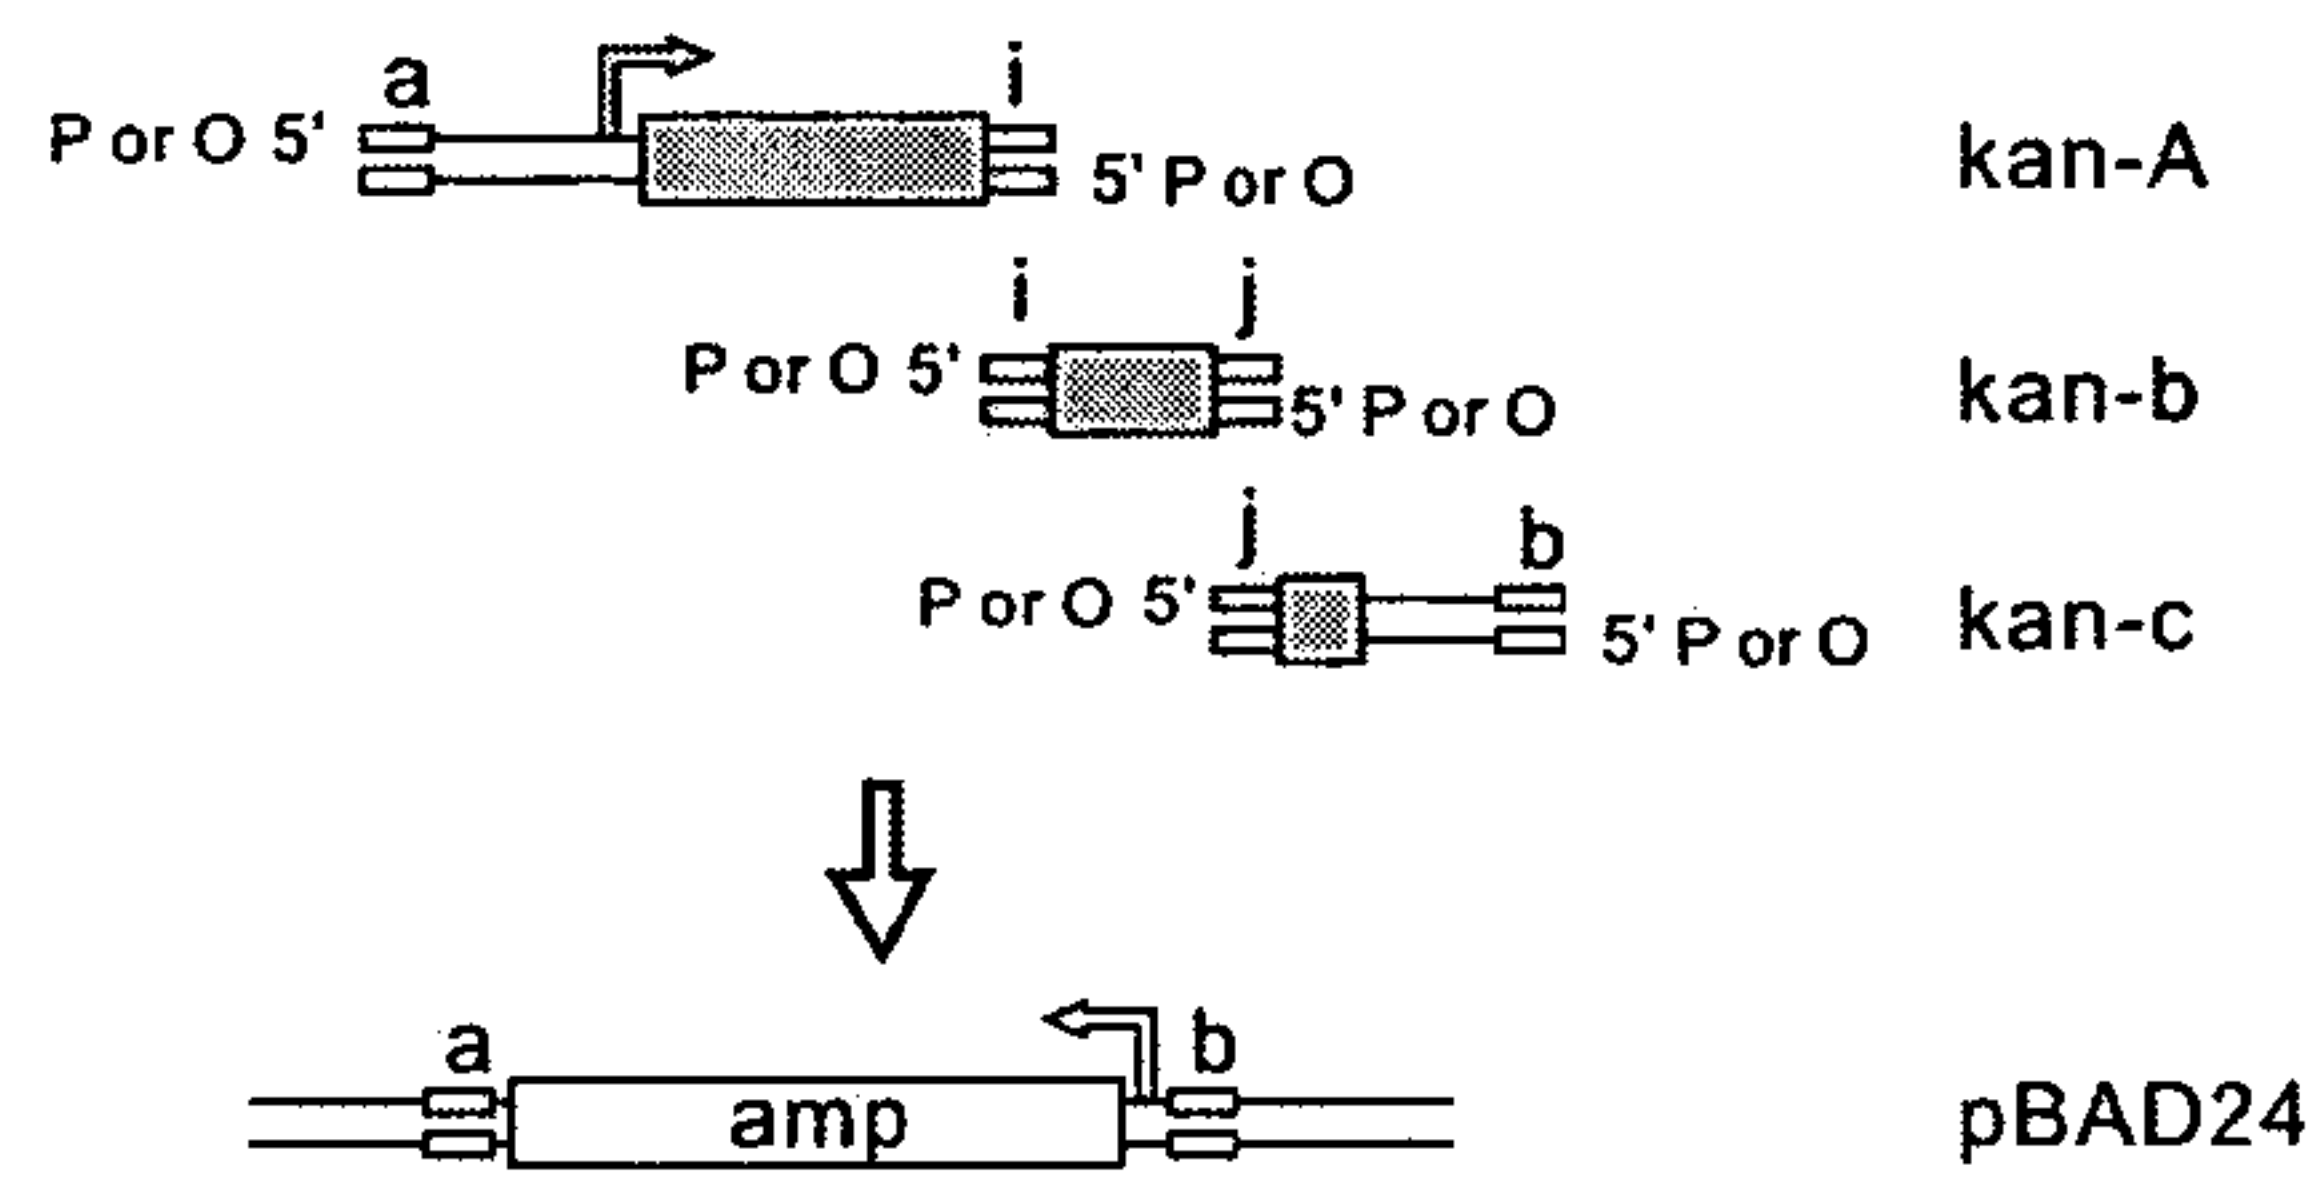 a i
P or O 5' 5' P or O kan-A
i j
P or O 5' 5' P or O kan-b
j b
P or O 5' 5' P or O kan-c
a b
amp pBAD24